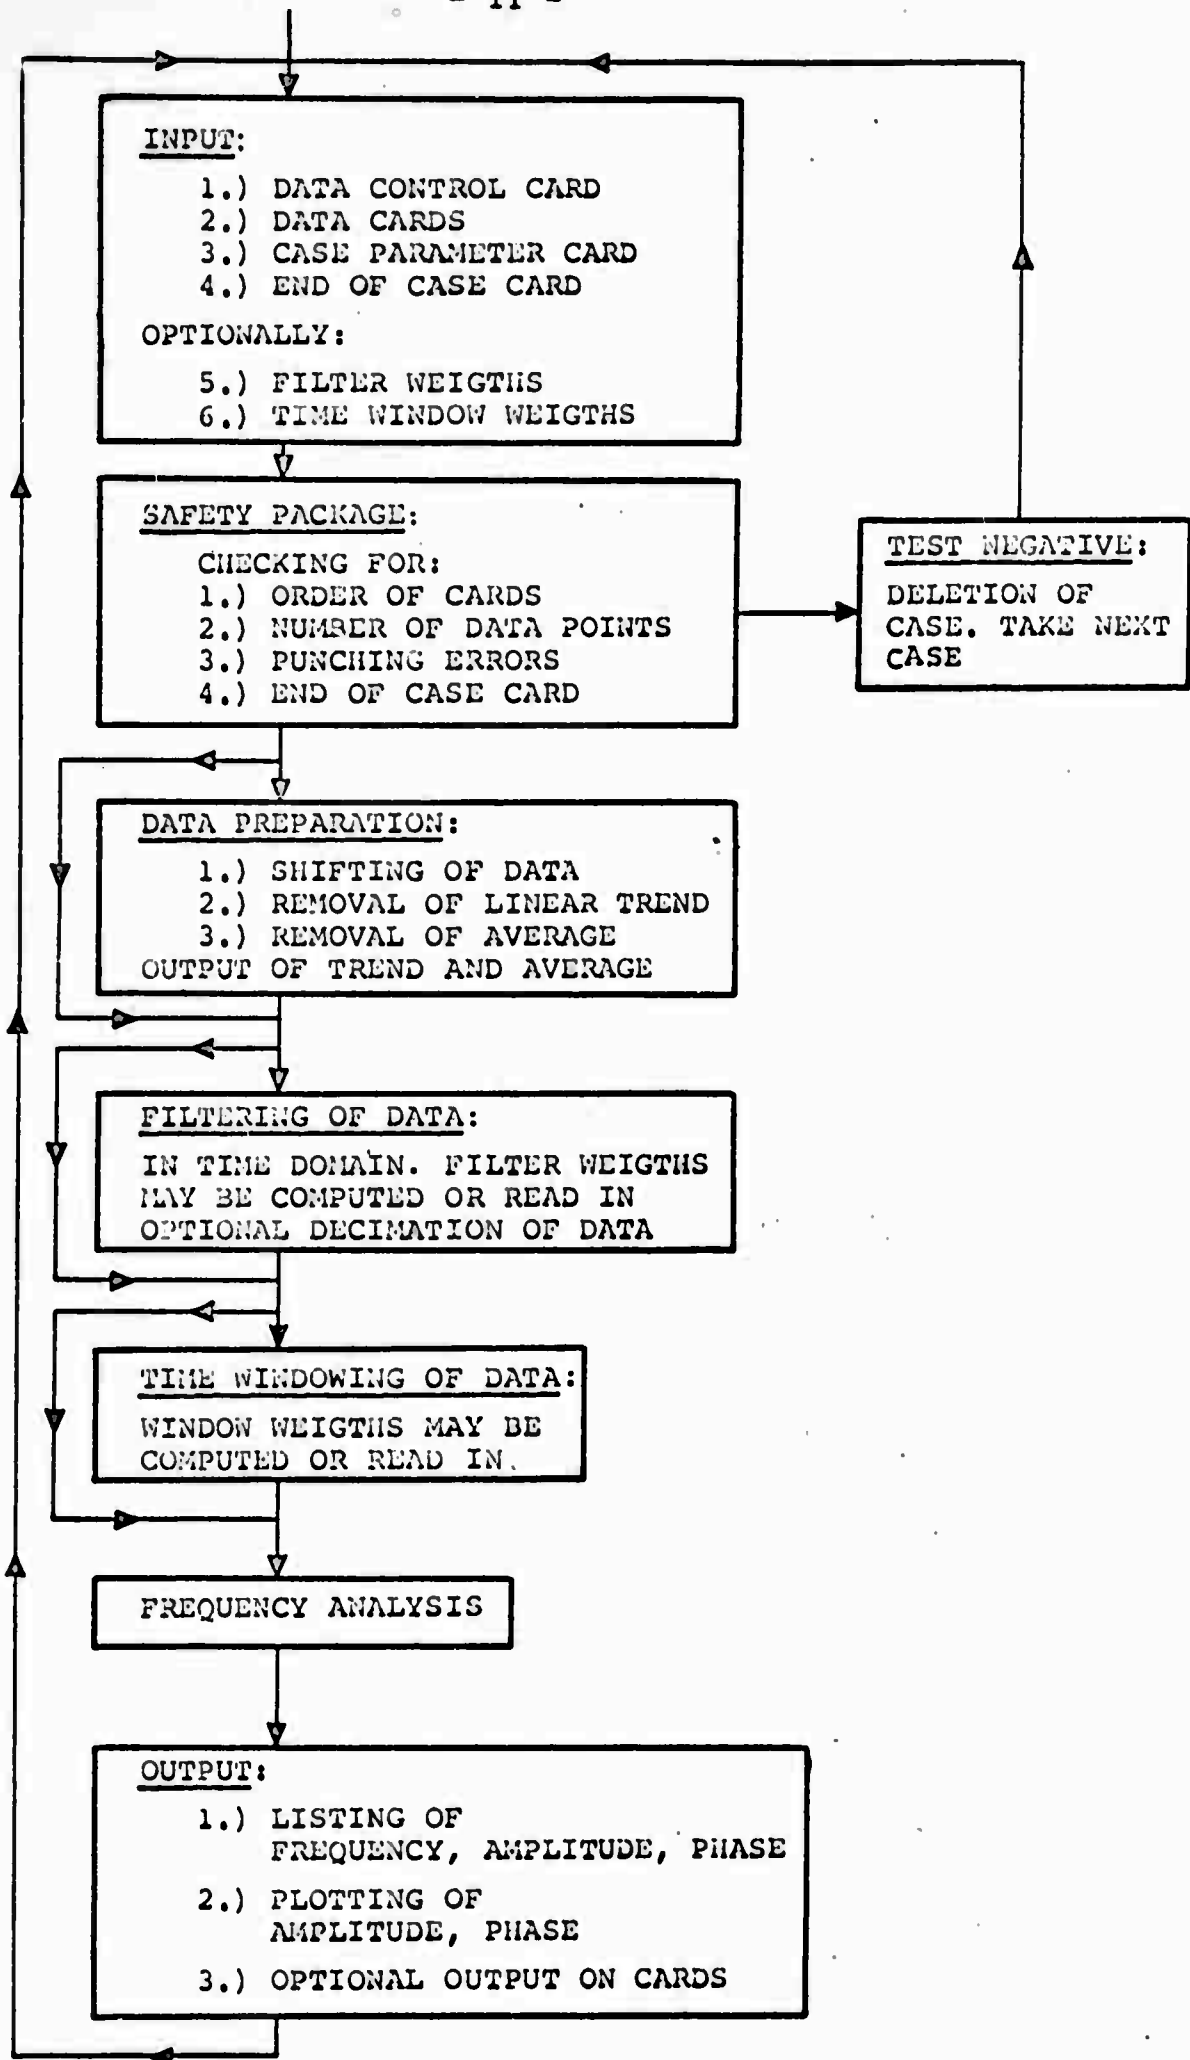 INPUT:
1.) DATA CONTROL CARD
2.) DATA CARDS
3.) CASE PARAMETER CARD
4.) END OF CASE CARD
OPTIONALLY:
5.) FILTER WEIGTHS
6.) TIME WINDOW WEIGTHS
SAFETY PACKAGE:
CHECKING FOR:
1.) ORDER OF CARDS
2.) NUMBER OF DATA POINTS
3.) PUNCHING ERRORS
4.) END OF CASE CARD
TEST NEGATIVE:
DELETION OF
CASE. TAKE NEXT
CASE
DATA PREPARATION:
1.) SHIFTING OF DATA
2.) REMOVAL OF LINEAR TREND
3.) REMOVAL OF AVERAGE
OUTPUT OF TREND AND AVERAGE
FILTERING OF DATA:
IN TIME DOMAIN. FILTER WEIGTHS
MAY BE COMPUTED OR READ IN
OPTIONAL DECIMATION OF DATA
TIME WINDOWING OF DATA:
WINDOW WEIGTHS MAY BE
COMPUTED OR READ IN.
FREQUENCY ANALYSIS
OUTPUT:
1.) LISTING OF
FREQUENCY, AMPLITUDE, PHASE
2.) PLOTTING OF
AMPLITUDE, PHASE
3.) OPTIONAL OUTPUT ON CARDS